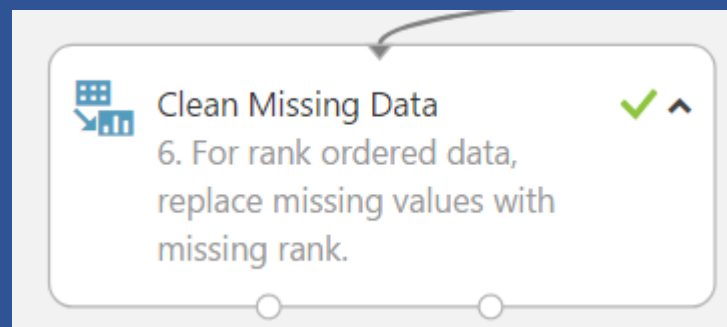 Clean Missing Data
6. For rank ordered data,
replace missing values with
missing rank.